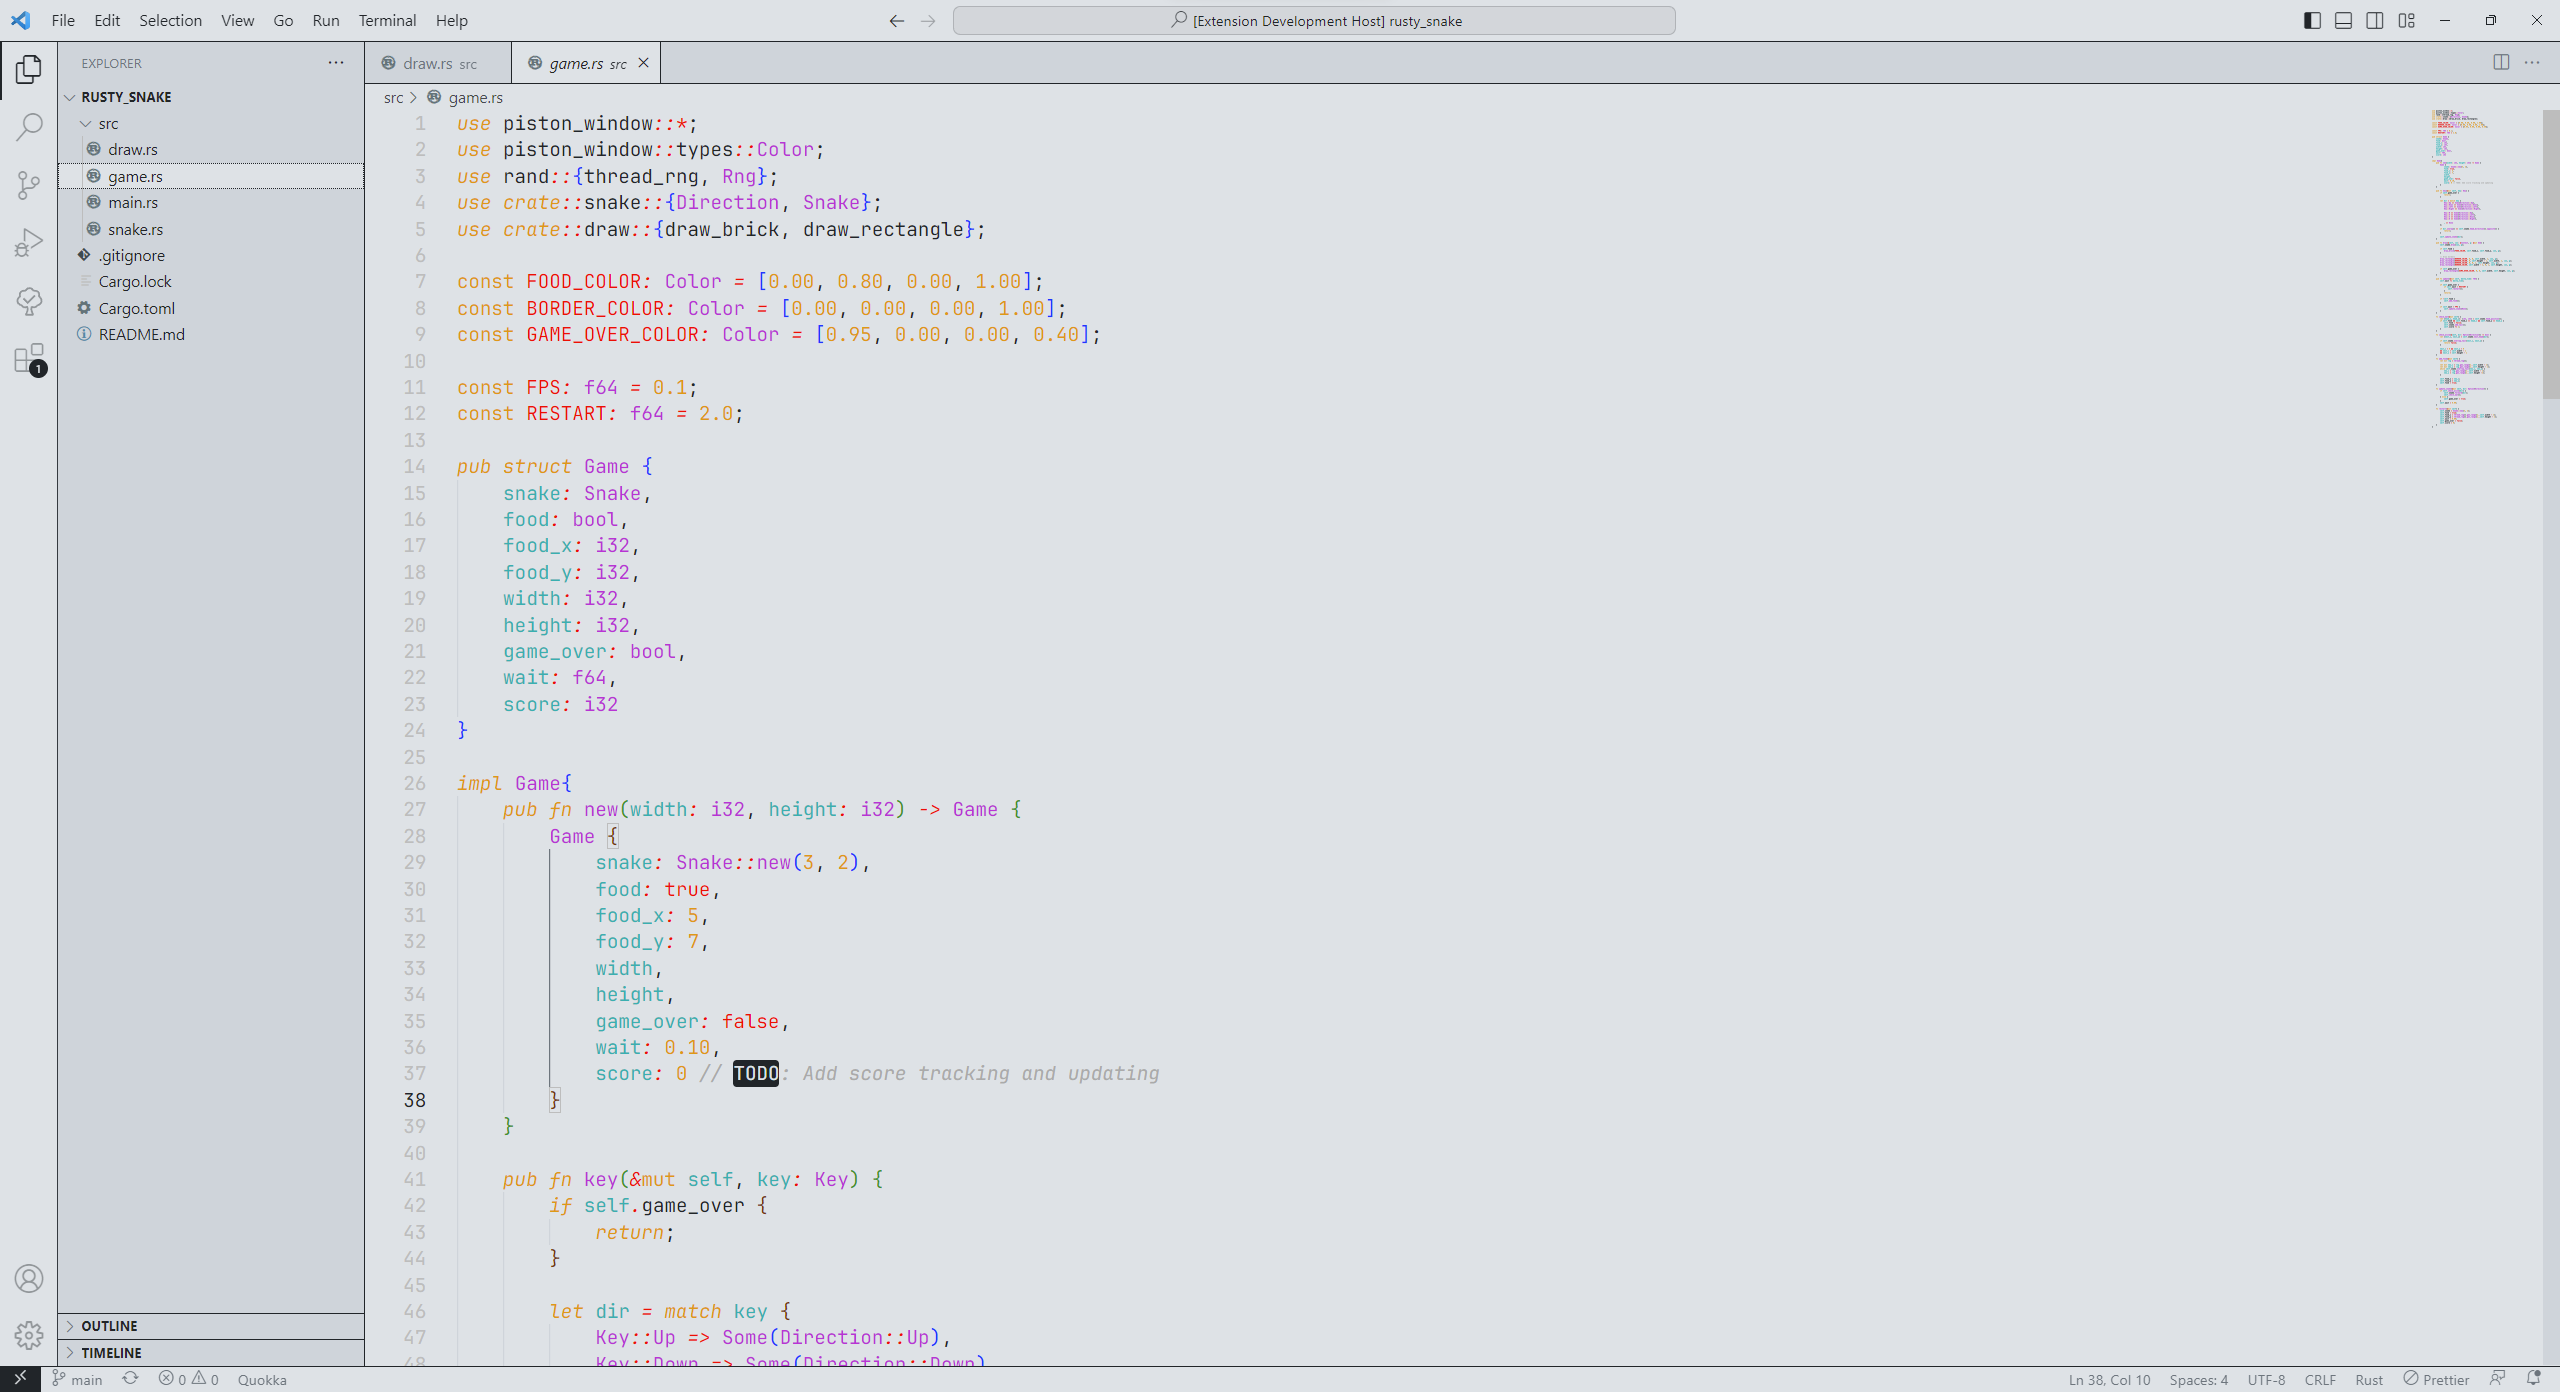 File Edit Selection View Go Run Terminal Help
[Extension Development Host] rusty_snake
EXPLORER
RUSTY_SNAKE
src
draw.rs
game.rs
main.rs
snake.rs
.gitignore
Cargo.lock
Cargo.toml
README.md
1
OUTLINE
TIMELINE
draw.rs src
game.rs src
src > game.rs
1 use piston_window::*;
2 use piston_window::types::Color;
3 use rand::{thread_rng, Rng};
4 use crate::snake::{Direction, Snake};
5 use crate::draw::{draw_brick, draw_rectangle};
6
7 const FOOD_COLOR: Color = [0.00, 0.80, 0.00, 1.00];
8 const BORDER_COLOR: Color = [0.00, 0.00, 0.00, 1.00];
9 const GAME_OVER_COLOR: Color = [0.95, 0.00, 0.00, 0.40];
10
11 const FPS: f64 = 0.1;
12 const RESTART: f64 = 2.0;
13
14 pub struct Game {
15 snake: Snake,
16 food: bool,
17 food_x: i32,
18 food_y: i32,
19 width: i32,
20 height: i32,
21 game_over: bool,
22 wait: f64,
23 score: i32
24 }
25
26 impl Game{
27 pub fn new(width: i32, height: i32) -> Game {
28 Game {
29 snake: Snake::new(3, 2),
30 food: true,
31 food_x: 5,
32 food_y: 7,
33 width,
34 height,
35 game_over: false,
36 wait: 0.10,
37 score: 0 // TODO: Add score tracking and updating
38 }
39 }
40
41 pub fn key(&mut self, key: Key) {
42 if self.game_over {
43 return;
44 }
45
46 let dir = match key {
47 Key::Up => Some(Direction::Up),
48 Key::Down => Some(Direction::Down)
main 0 0 Quokka
Ln 38, Col 10 Spaces: 4 UTF-8 CRLF Rust Prettier